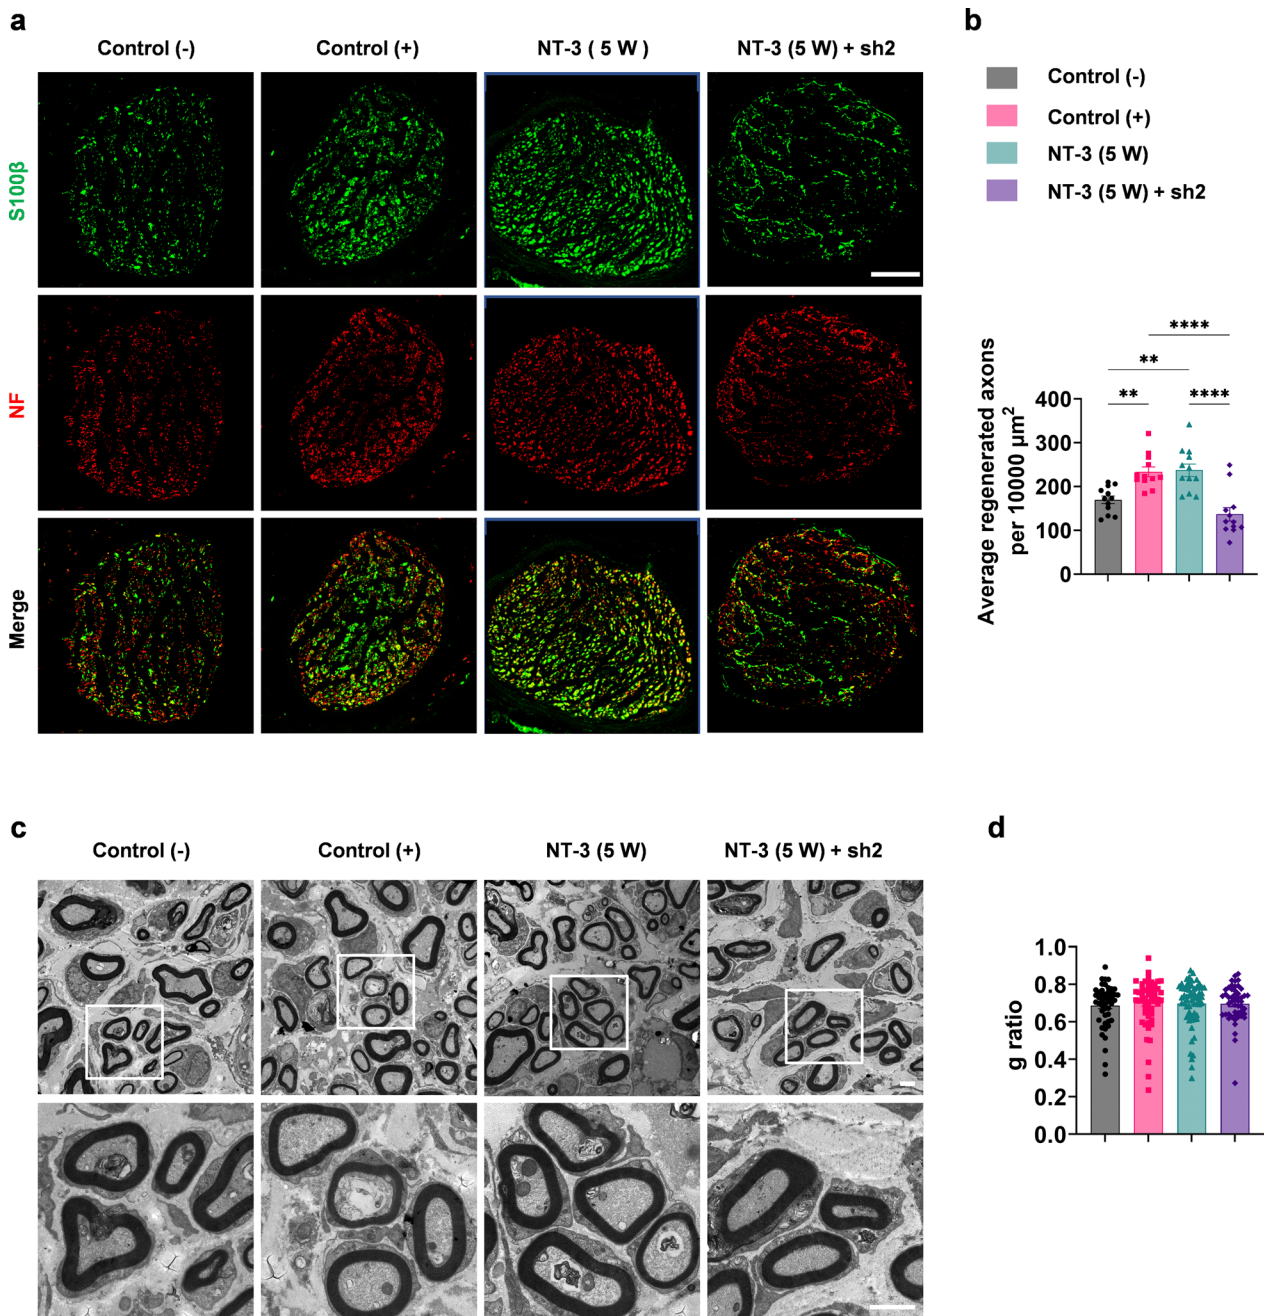 a
Control (-)
Control (+)
NT-3 ( 5 W )
NT-3 (5 W) + sh2
S100β
NF
Merge
b
Control (-)
Control (+)
NT-3 (5 W)
NT-3 (5 W) + sh2
****
**
** ****
Average regenerated axons
per 10000 µm²
400
300
200
100
0
c
Control (-)
Control (+)
NT-3 (5 W)
NT-3 (5 W) + sh2
d
g ratio
1.0
0.8
0.6
0.4
0.2
0.0